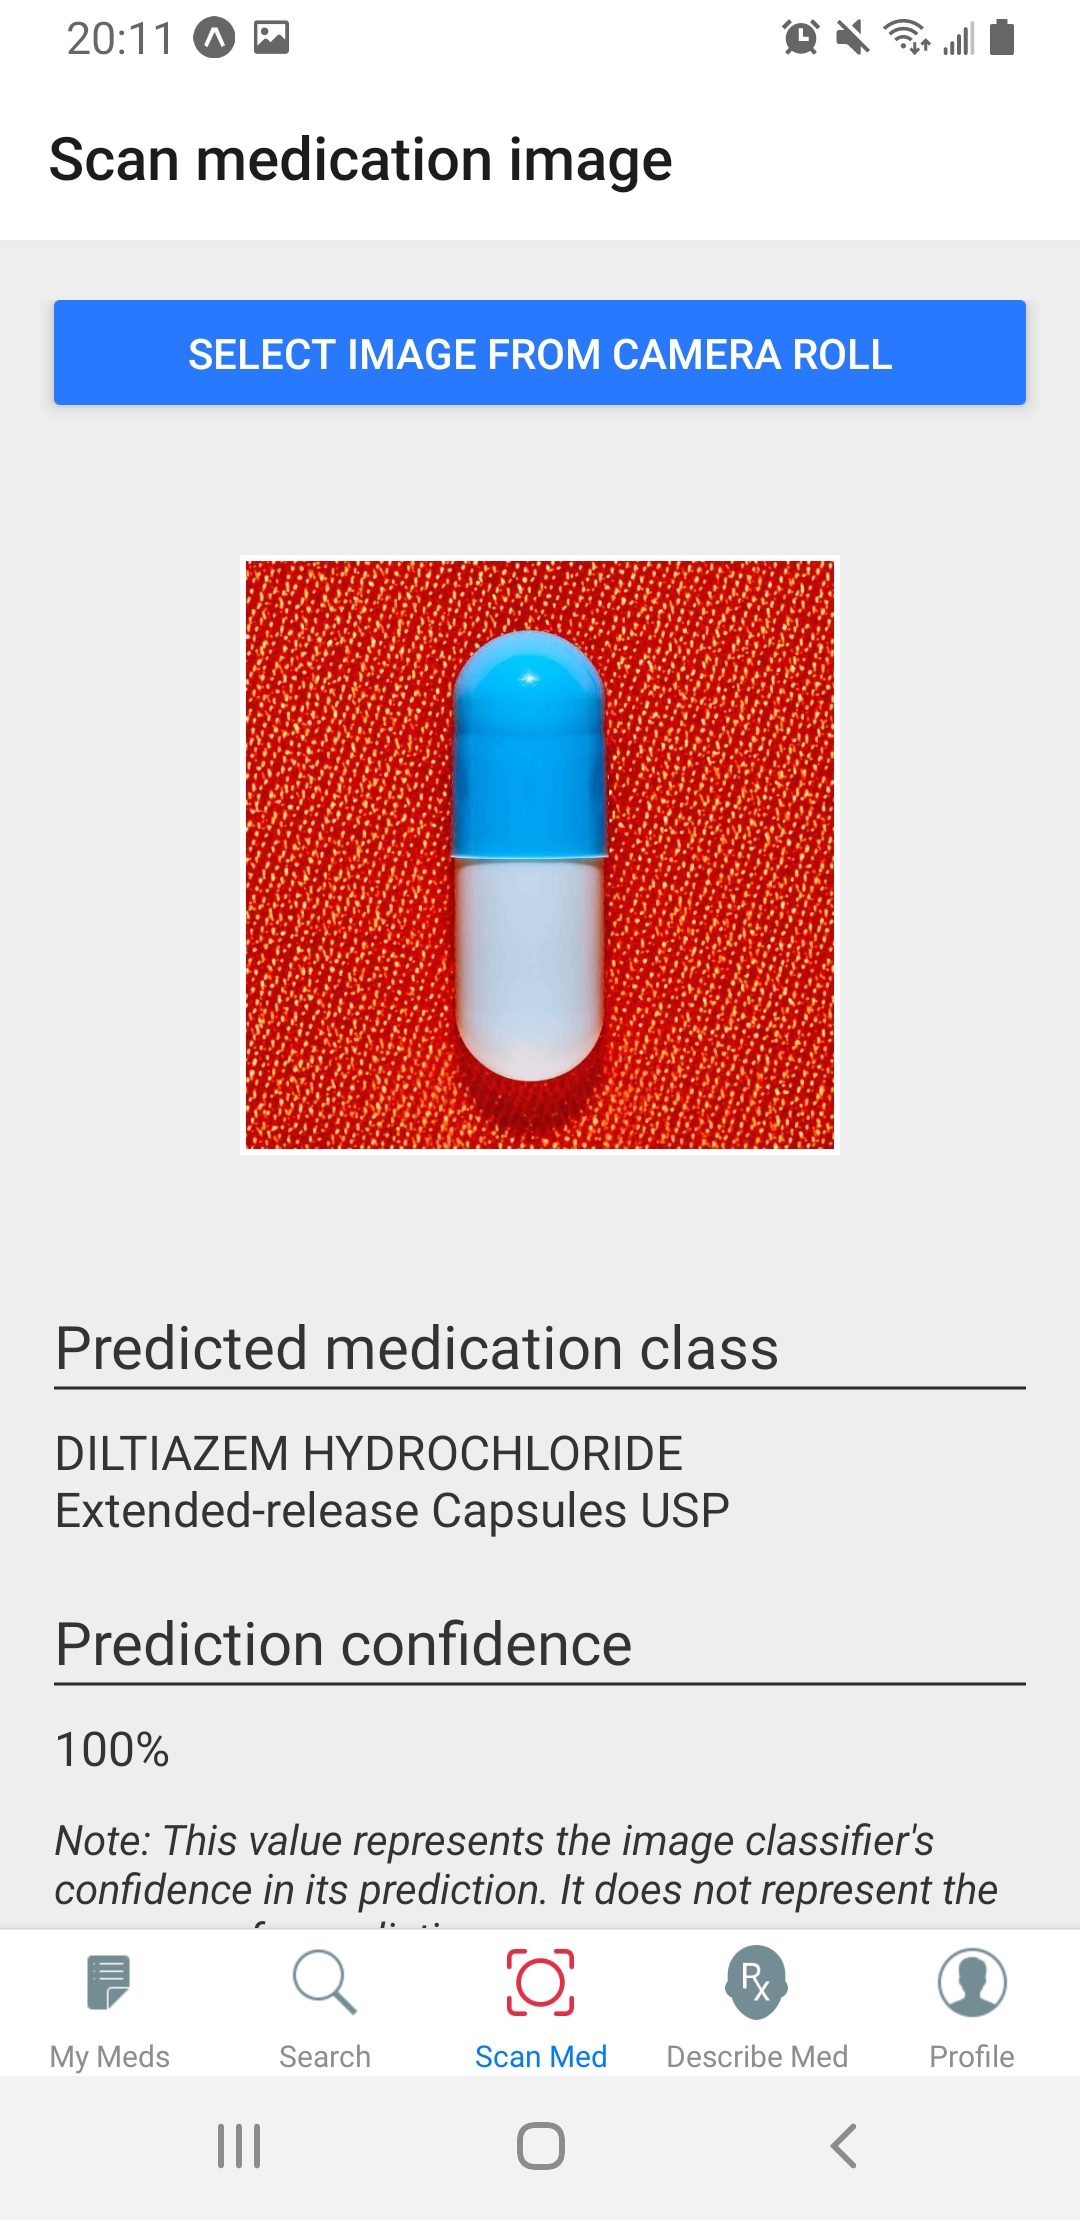 20:11
Scan medication image
SELECT IMAGE FROM CAMERA ROLL
Predicted medication class
DILTIAZEM HYDROCHLORIDE
Extended-release Capsules USP
Prediction confidence
100%
Note: This value represents the image classifier's
confidence in its prediction. It does not represent the
Rx
My Meds
Search
Scan Med
Describe Med
Profile